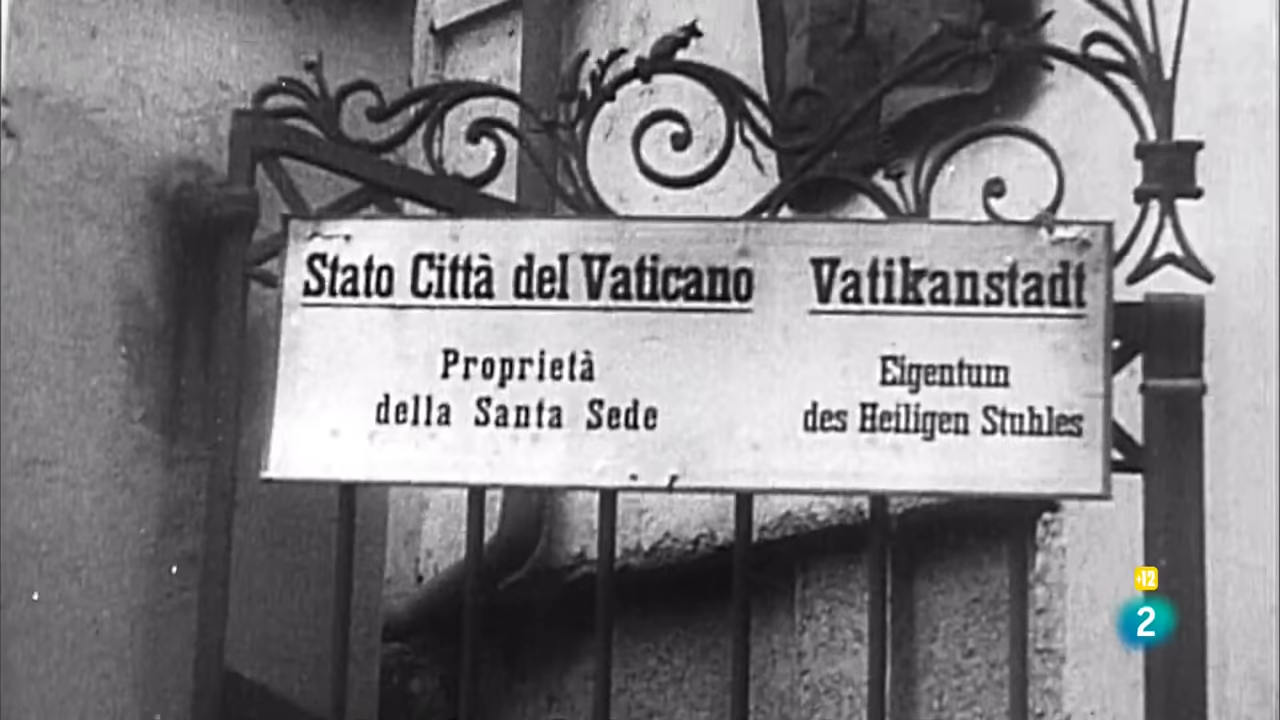 Stato Città del Vaticano
Proprietà
della Santa Sede
Vatikanstadt
Eigentum
des Heiligen Stuhles
+12
2